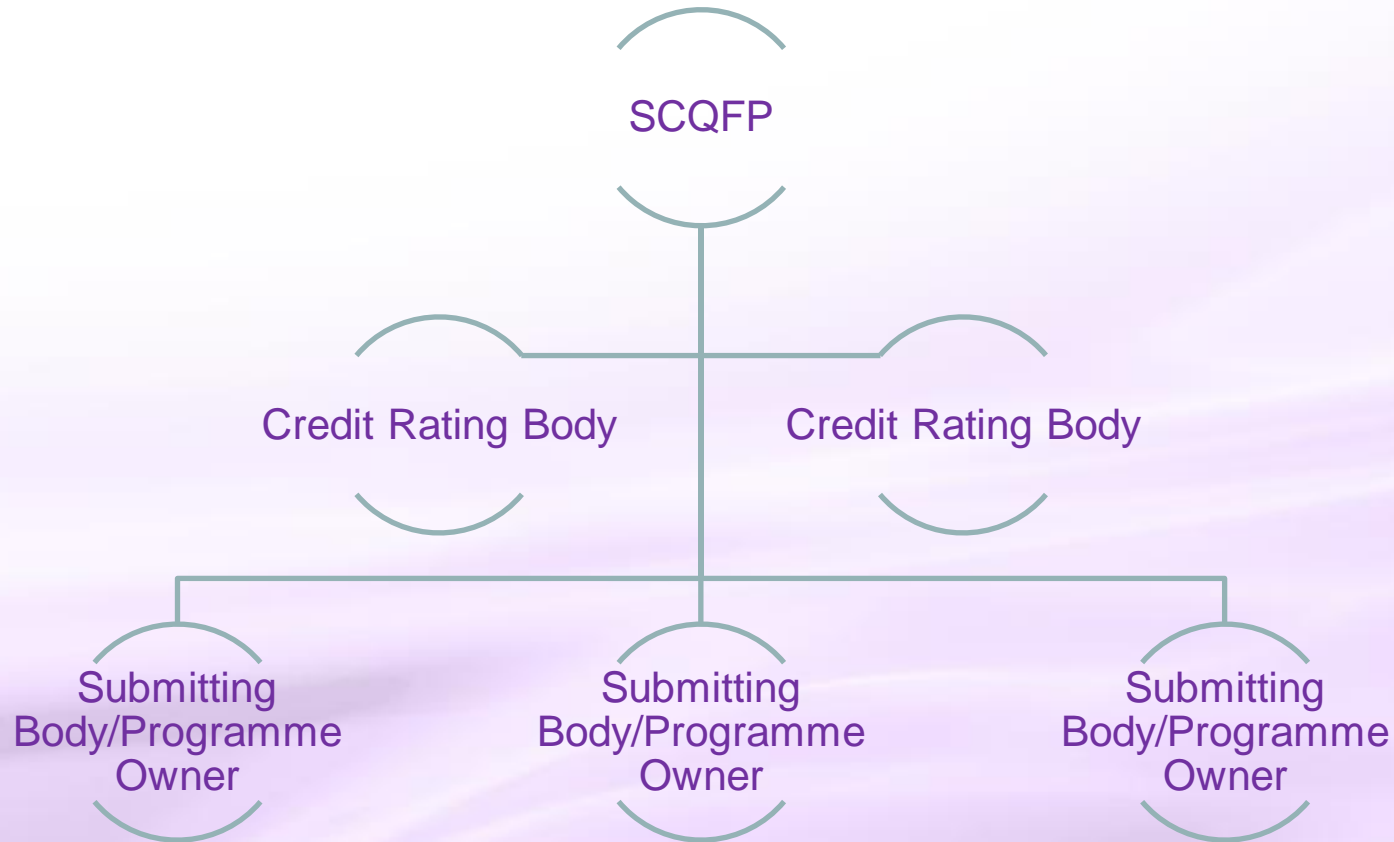 SCQFP
Credit Rating Body
Credit Rating Body
Submitting
Body/Programme
Owner
Submitting
Body/Programme
Owner
Submitting
Body/Programme
Owner